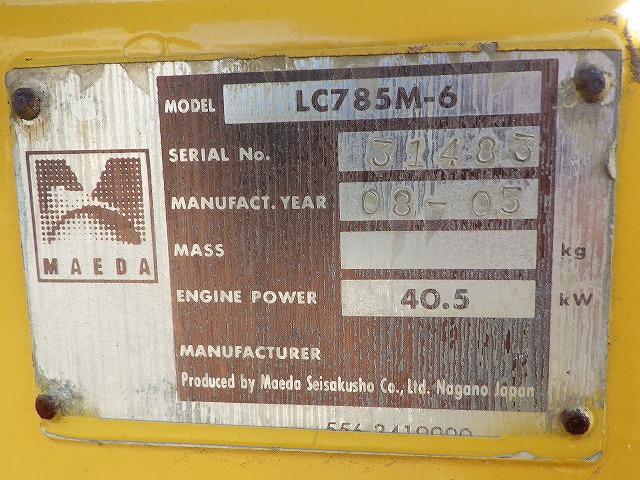 MODEL LC785M-6
SERIAL No. 31483
MANUFACT. YEAR 08-05
MAEDA
MASS kg
ENGINE POWER 40.5 kW
MANUFACTURER
Produced by Maeda Seisakusho Co., Ltd. Nagano Japan